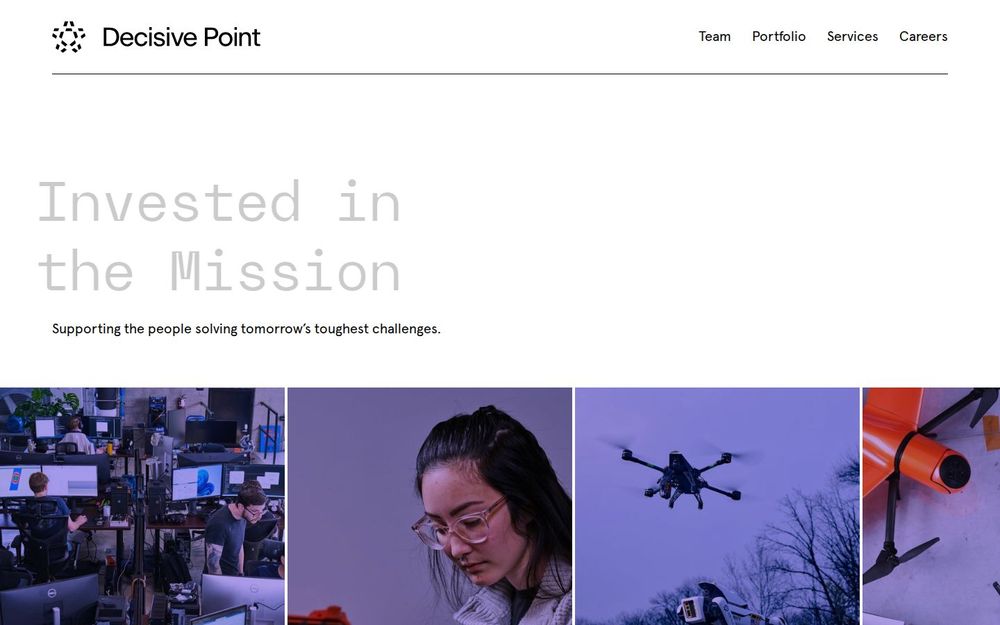 Decisive Point
Team
Portfolio
Services
Careers
Invested in
the Mission
Supporting the people solving tomorrow’s toughest challenges.